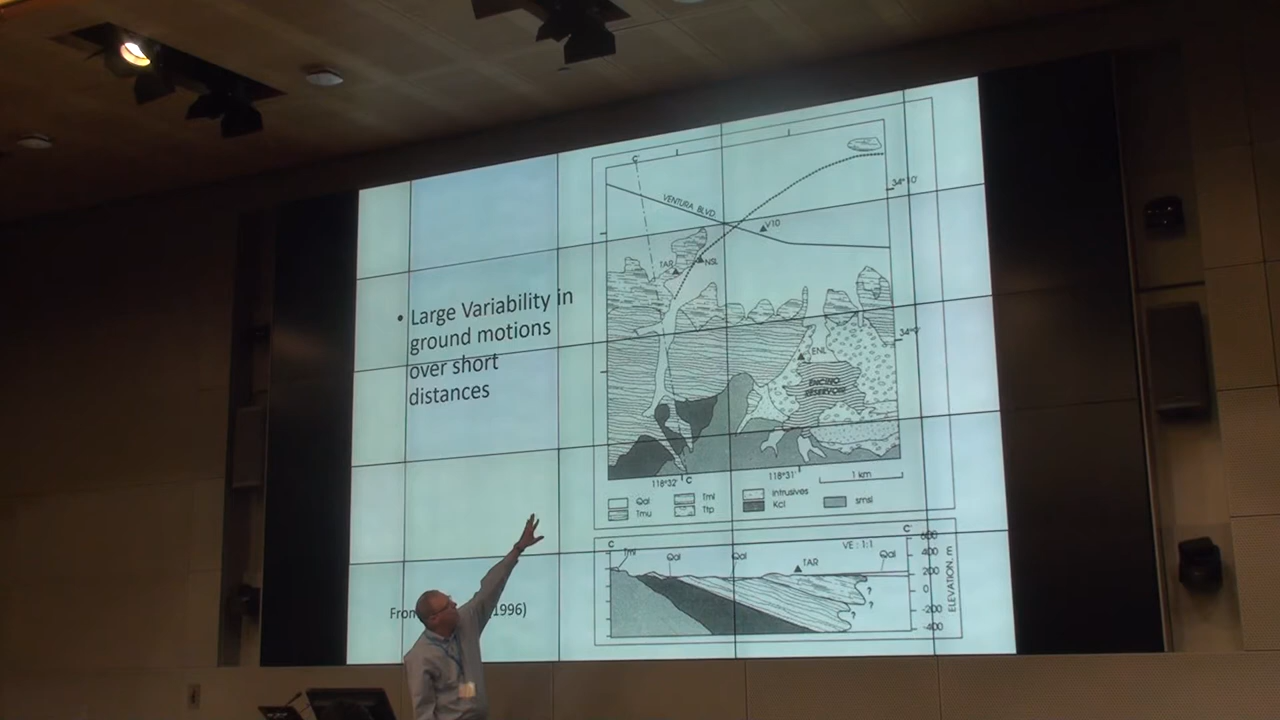 • Large Variability in
ground motions
over short
distances
(1996)
C'
34°10'
VENTURA BLVD
V10
TAR
NSL
ENL
ENCINO
RESERVOIR
118°32'
C
118°31'
1 km
Qal
Tml
Intrusives
smsl
Tmu
Ttp
Kcl
C
C'
Tml
Qal
Qal
VE : 1:1
TAR
Qal
600
400
200
0
-200
-400
ELEVATION,
?
?
?